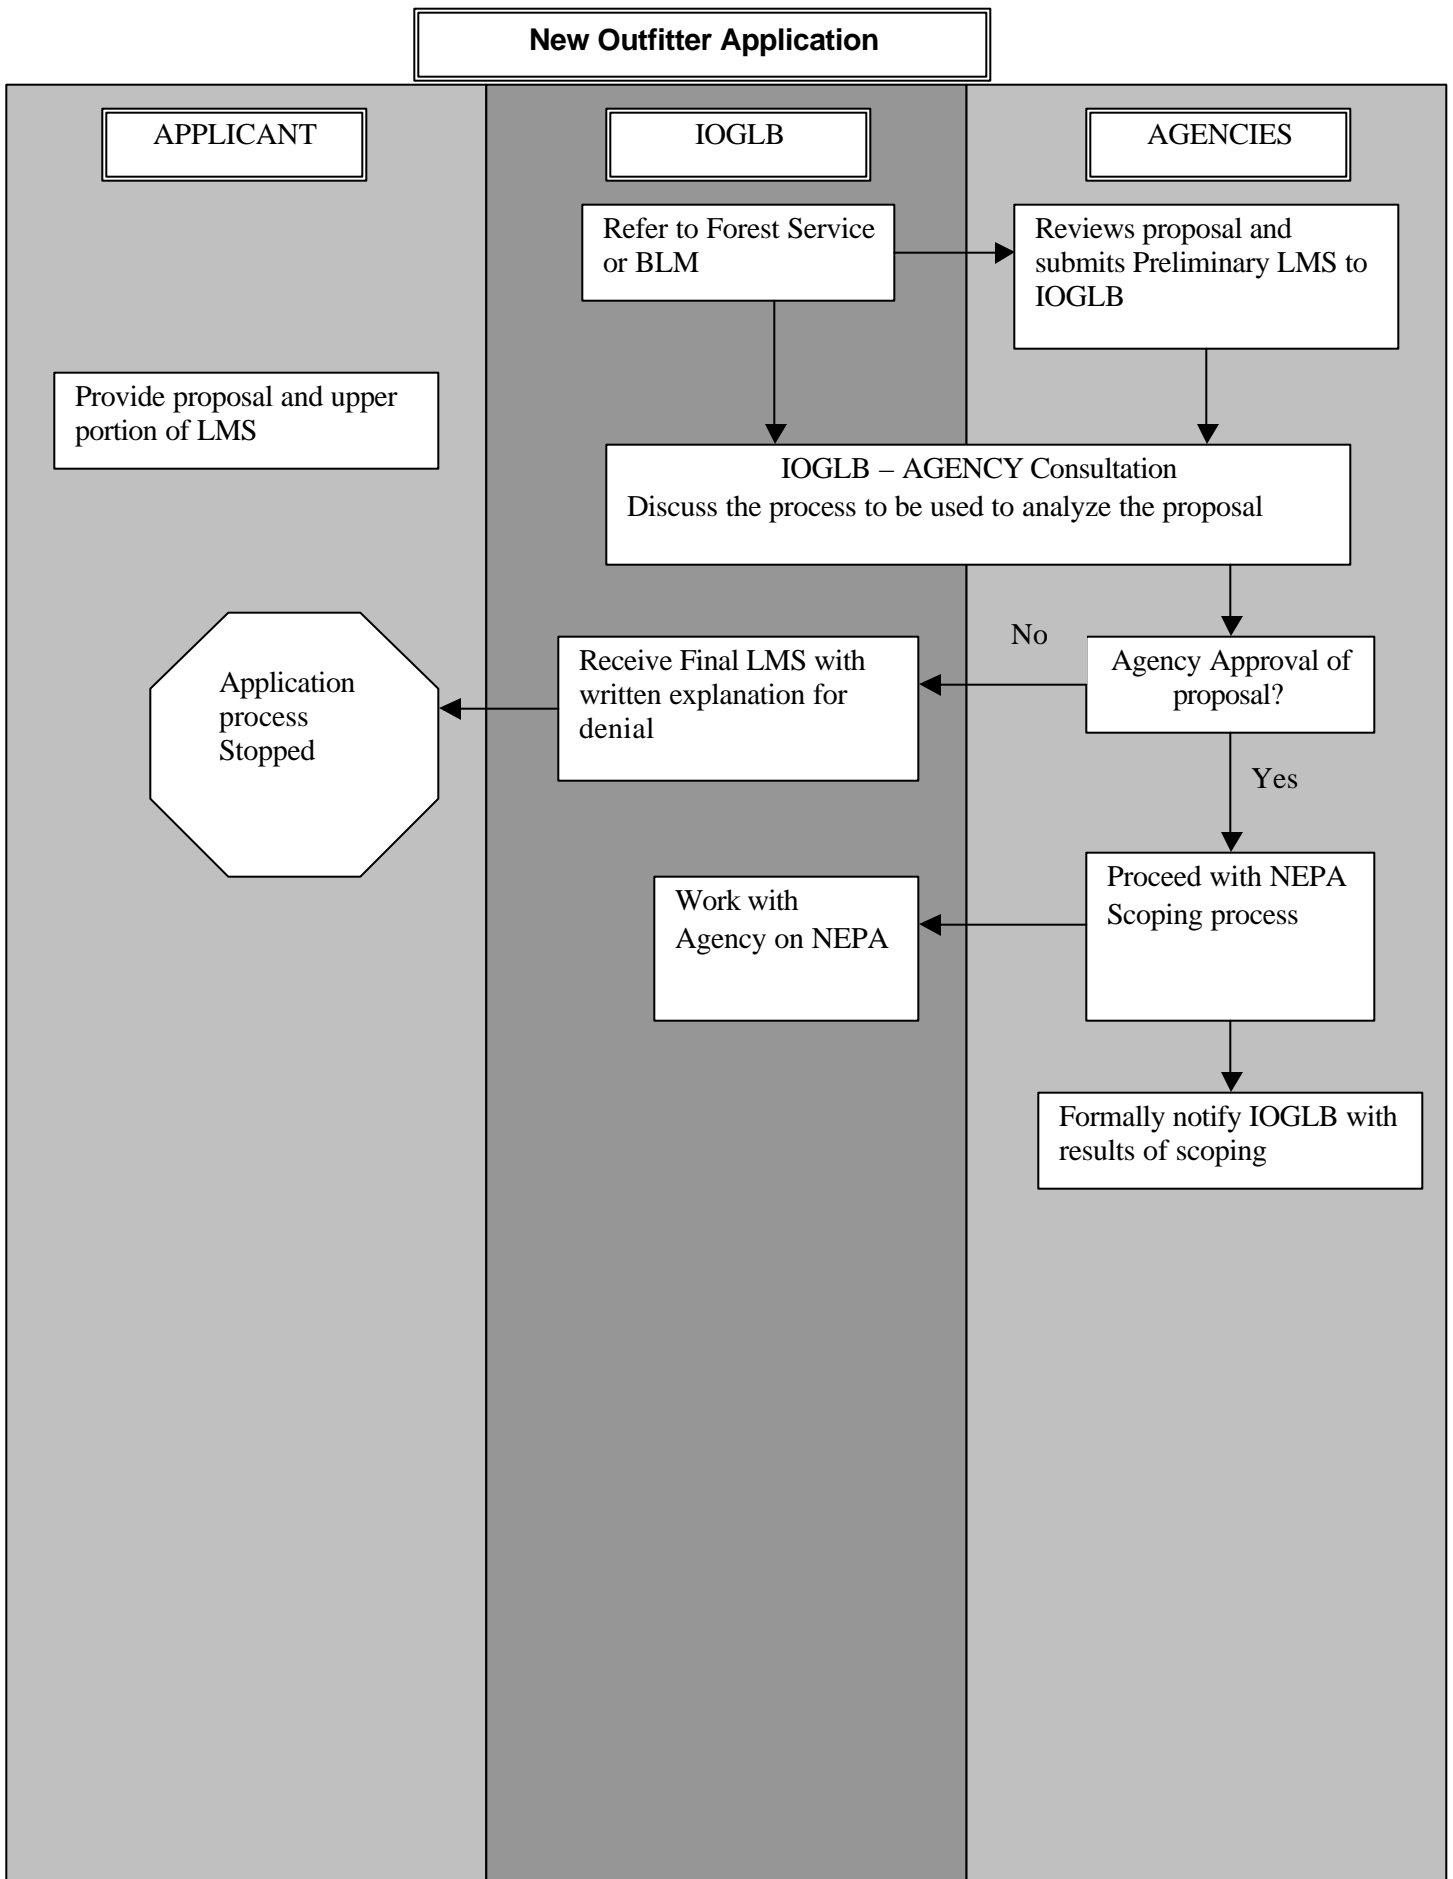 New Outfitter Application
APPLICANT
IOGLB
AGENCIES
Refer to Forest Service
or BLM
Reviews proposal and
submits Preliminary LMS to
IOGLB
Provide proposal and upper
portion of LMS
IOGLB – AGENCY Consultation
Discuss the process to be used to analyze the proposal
Application
process
Stopped
Receive Final LMS with
written explanation for
denial
No
Agency Approval of
proposal?
Yes
Work with
Agency on NEPA
Proceed with NEPA
Scoping process
Formally notify IOGLB with
results of scoping